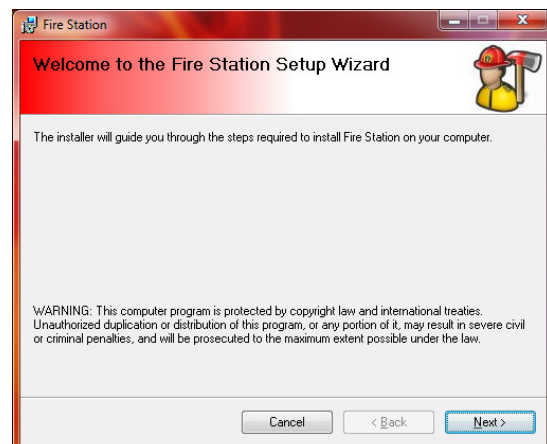 Fire Station
Welcome to the Fire Station Setup Wizard
The installer will guide you through the steps required to install Fire Station on your computer.
WARNING: This computer program is protected by copyright law and international treaties.
Unauthorized duplication or distribution of this program, or any portion of it, may result in severe civil
or criminal penalties, and will be prosecuted to the maximum extent possible under the law.
Cancel
< Back
Next >